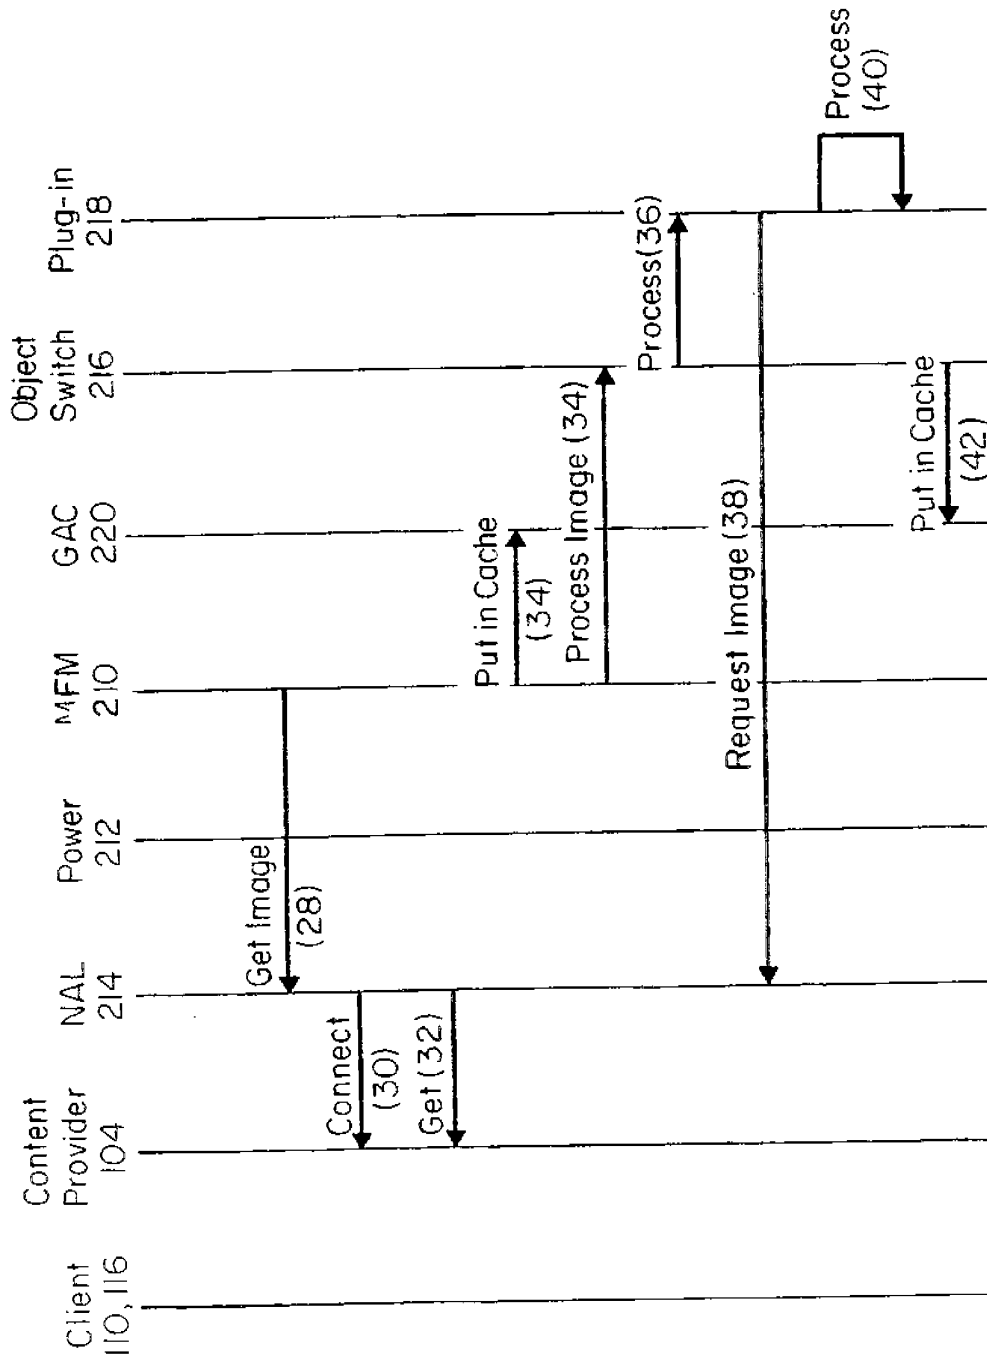 Client
110, 116
Content
Provider
104
NAL
214
Power
212
MFM
210
GAC
220
Object
Switch
216
Plug-in
218
Get Image
(28)
Connect
(30)
Get (32)
Put in Cache
(34)
Process Image (34)
Process (36)
Request Image (38)
Process
(40)
Put in Cache
(42)